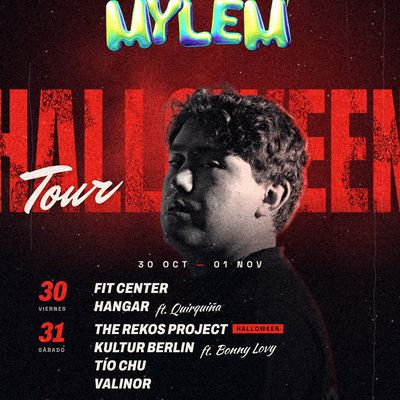 MYLEM
HALLOWEEN
Tour
30 OCT — 01 NOV
30 VIERNES
FIT CENTER
HANGAR ft. Quirquiña
31 SÁBADO
THE REKOS PROJECT HALLOWEEN
KULTUR BERLIN ft. Bonny Lovy
TÍO CHU
VALINOR